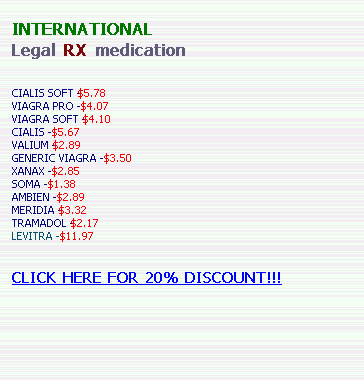 INTERNATIONAL
Legal RX medication
CIALIS SOFT $5.78
VIAGRA PRO -$4.07
VIAGRA SOFT $4.10
CIALIS -$5.67
VALIUM $2.89
GENERIC VIAGRA -$3.50
XANAX -$2.85
SOMA -$1.38
AMBIEN -$2.89
MERIDIA $3.32
TRAMADOL $2.17
LEVITRA -$11.97
CLICK HERE FOR 20% DISCOUNT!!!